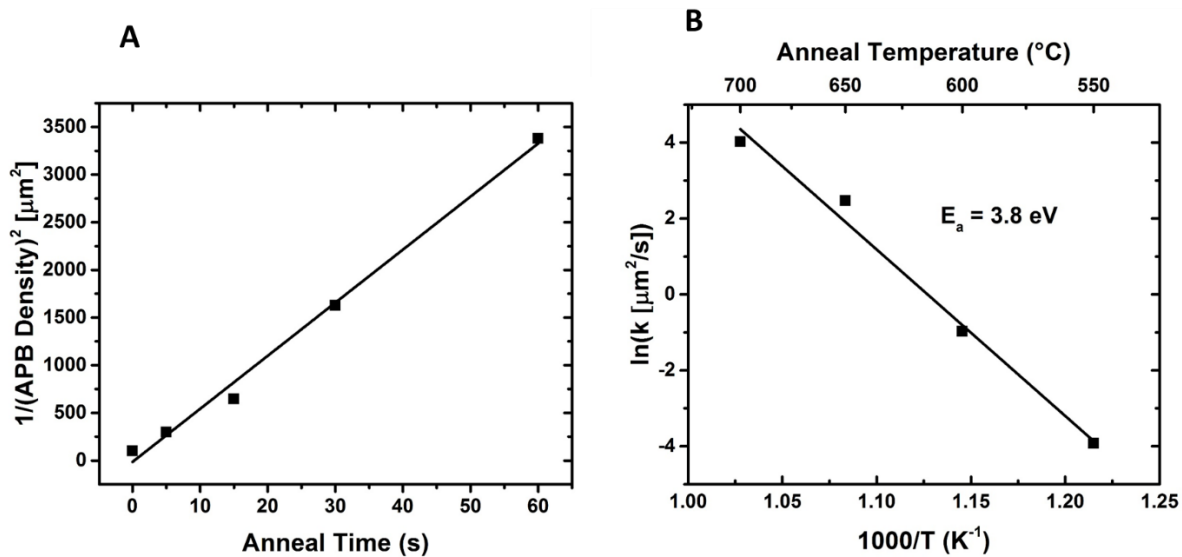 A
1/(APB Density)² [μm²]
3500
3000
2500
2000
1500
1000
500
0
0 10 20 30 40 50 60
Anneal Time (s)
B
Anneal Temperature (°C)
700 650 600 550
ln(k [μm²/s])
4
2
0
-2
-4
Eₐ = 3.8 eV
1.00 1.05 1.10 1.15 1.20 1.25
1000/T (K⁻¹)